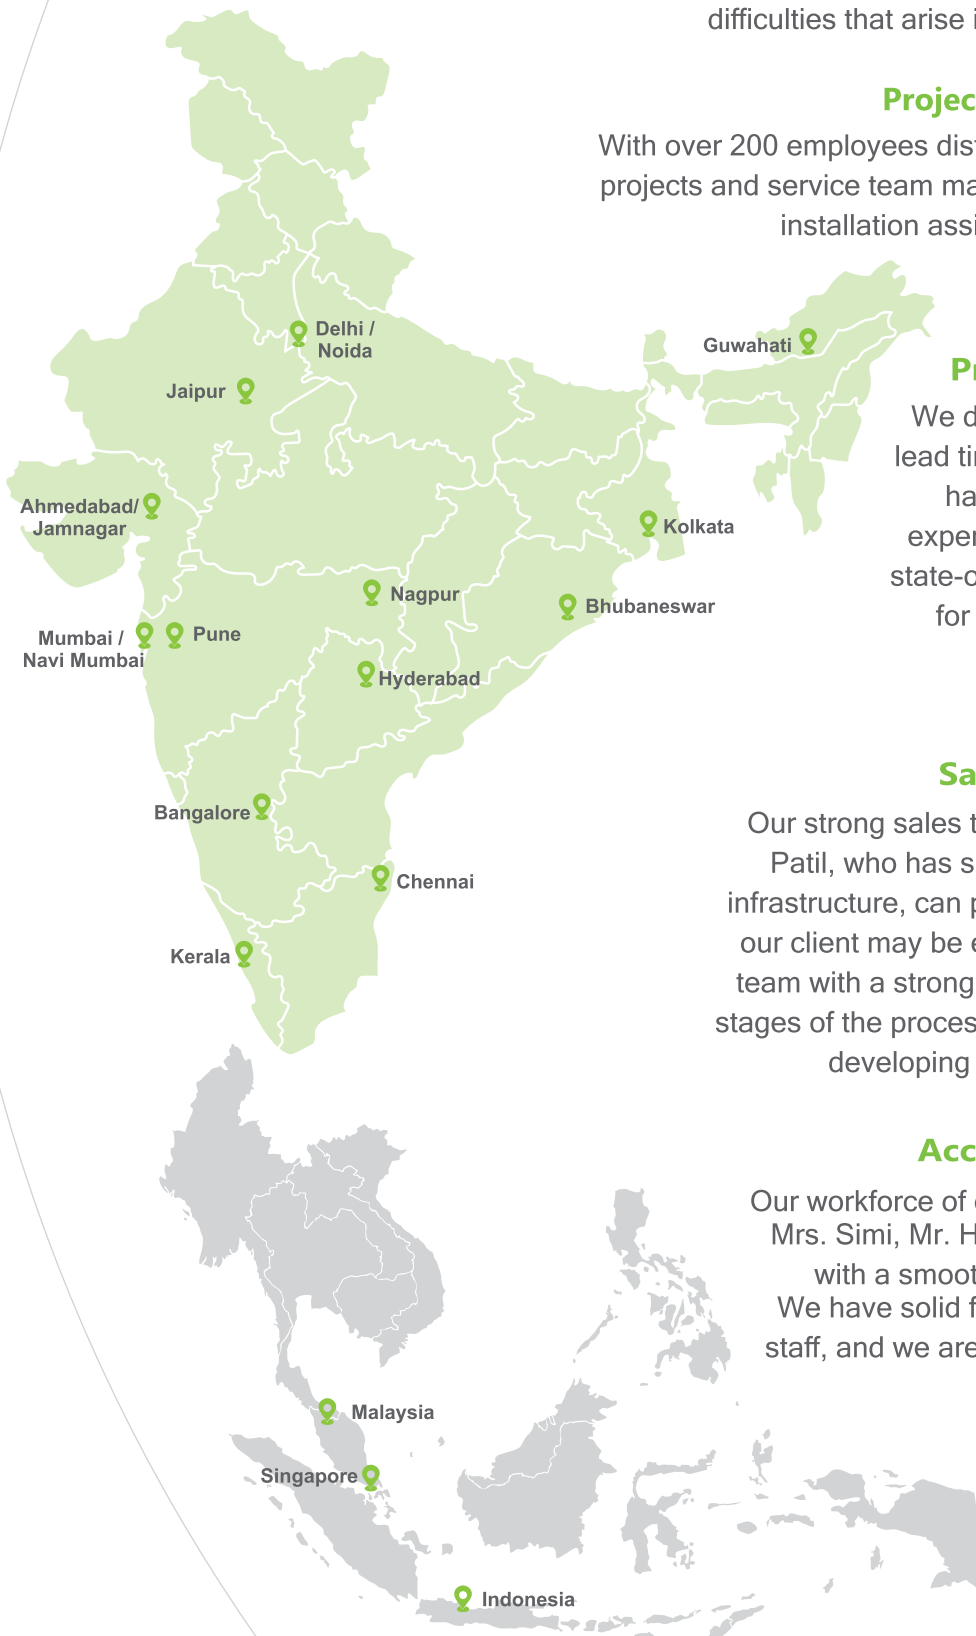 difficulties that arise i
Projec
With over 200 employees dis
projects and service team ma
installation assi
Delhi /
Noida
Guwahati
Jaipur
Pr
We d
lead ti
ha
exper
state-o
for
Ahmedabad/
Jamnagar
Kolkata
Nagpur
Bhubaneswar
Mumbai /
Navi Mumbai
Pune
Hyderabad
Sa
Our strong sales t
Patil, who has s
infrastructure, can p
our client may be e
team with a strong
stages of the proces
developing
Bangalore
Chennai
Kerala
Acc
Our workforce of
Mrs. Simi, Mr. H
with a smoot
We have solid f
staff, and we are
Malaysia
Singapore
Indonesia